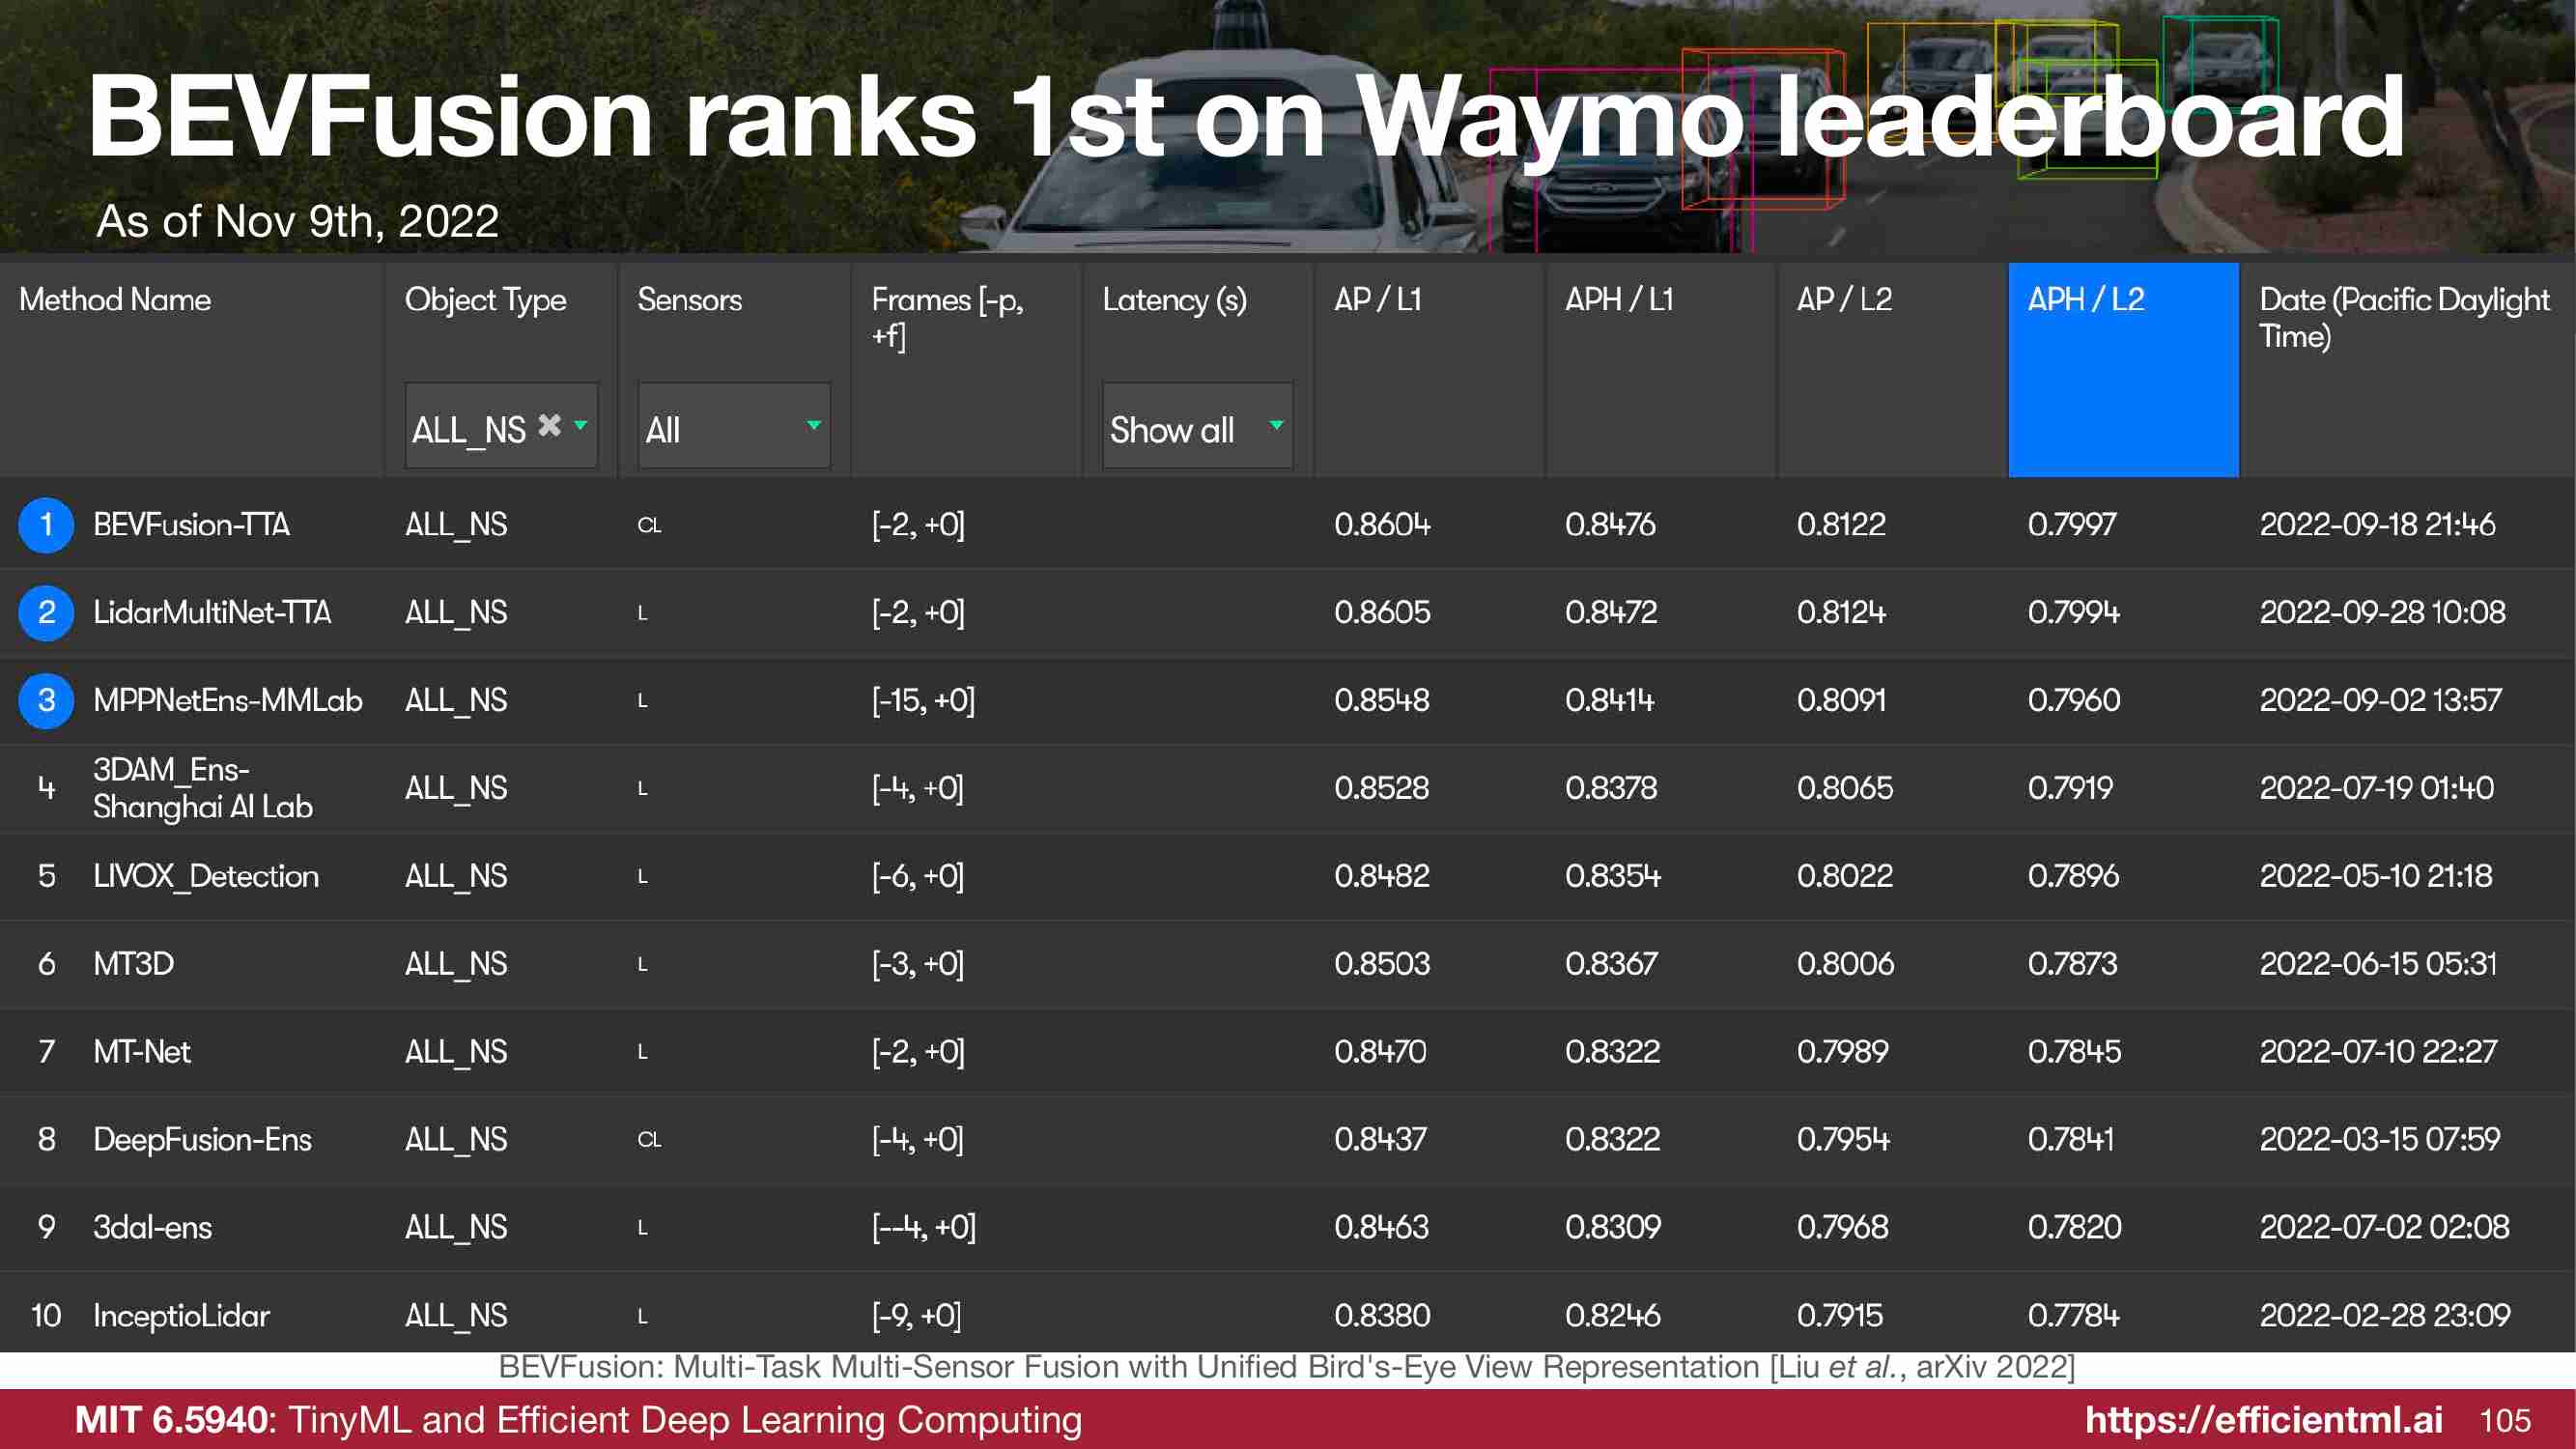 BEVFusion ranks 1st on Waymo leaderboard
As of Nov 9th, 2022
Method Name Object Type Sensors Frames [-p, +f] Latency (s) AP / L1 APH / L1 AP / L2 APH / L2 Date (Pacific Daylight Time)
ALL_NS All Show all
1 BEVFusion-TTA ALL_NS CL [-2, +0] 0.8604 0.8476 0.8122 0.7997 2022-09-18 21:46
2 LidarMultiNet-TTA ALL_NS L [-2, +0] 0.8605 0.8472 0.8124 0.7994 2022-09-28 10:08
3 MPPNetEns-MMLab ALL_NS L [-15, +0] 0.8548 0.8414 0.8091 0.7960 2022-09-02 13:57
4 3DAM_Ens-Shanghai AI Lab ALL_NS L [-4, +0] 0.8528 0.8378 0.8065 0.7919 2022-07-19 01:40
5 LIVOX_Detection ALL_NS L [-6, +0] 0.8482 0.8354 0.8022 0.7896 2022-05-10 21:18
6 MT3D ALL_NS L [-3, +0] 0.8503 0.8367 0.8006 0.7873 2022-06-15 05:31
7 MT-Net ALL_NS L [-2, +0] 0.8470 0.8322 0.7989 0.7845 2022-07-10 22:27
8 DeepFusion-Ens ALL_NS CL [-4, +0] 0.8437 0.8322 0.7954 0.7841 2022-03-15 07:59
9 3dal-ens ALL_NS L [--4, +0] 0.8463 0.8309 0.7968 0.7820 2022-07-02 02:08
10 InceptioLidar ALL_NS L [-9, +0] 0.8380 0.8246 0.7915 0.7784 2022-02-28 23:09
BEVFusion: Multi-Task Multi-Sensor Fusion with Unified Bird's-Eye View Representation [Liu et al., arXiv 2022]
MIT 6.5940: TinyML and Efficient Deep Learning Computing https://efficientml.ai 105